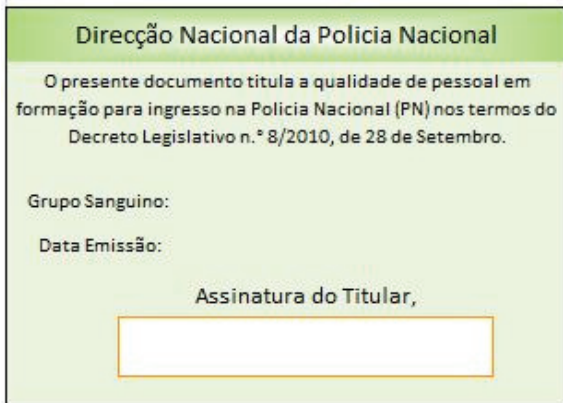 Direcção Nacional da Policia Nacional
O presente documento titula a qualidade de pessoal em
formação para ingresso na Policia Nacional (PN) nos termos do
Decreto Legislativo n.° 8/2010, de 28 de Setembro.
Grupo Sanguino:
Data Emissão:
Assinatura do Titular,